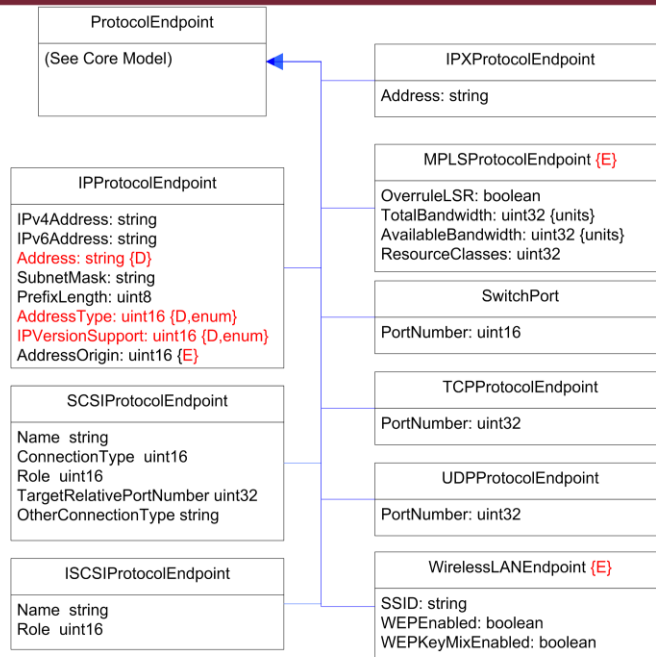 ProtocolEndpoint
(See Core Model)
IPProtocolEndpoint
IPv4Address: string
IPv6Address: string
Address: string {D}
SubnetMask: string
PrefixLength: uint8
AddressType: uint16 {D,enum}
IPVersionSupport: uint16 {D,enum}
AddressOrigin: uint16 {E}
SCSIProtocolEndpoint
Name string
ConnectionType uint16
Role uint16
TargetRelativePortNumber uint32
OtherConnectionType string
ISCSIProtocolEndpoint
Name string
Role uint16
IPXProtocolEndpoint
Address: string
MPLSProtocolEndpoint {E}
OverruleLSR: boolean
TotalBandwidth: uint32 {units}
AvailableBandwidth: uint32 {units}
ResourceClasses: uint32
SwitchPort
PortNumber: uint16
TCPProtocolEndpoint
PortNumber: uint32
UDPProtocolEndpoint
PortNumber: uint32
WirelessLANEndpoint {E}
SSID: string
WEPEnabled: boolean
WEPKeyMixEnabled: boolean